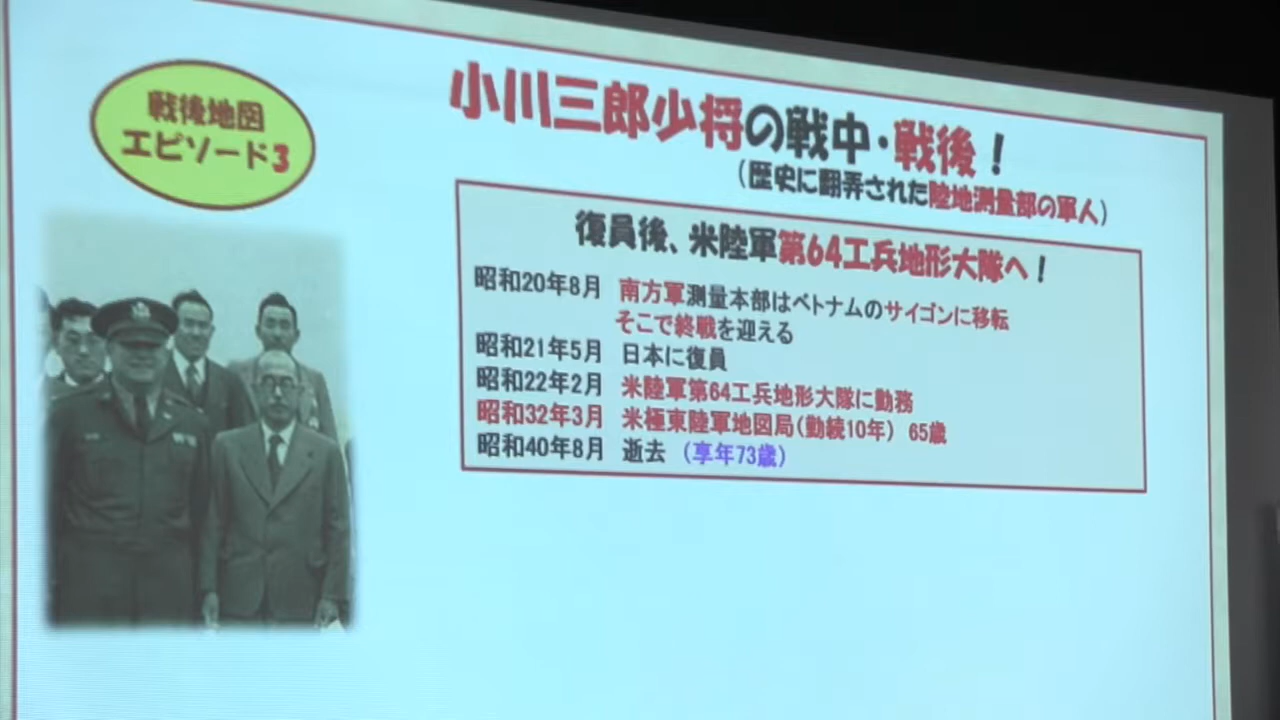 戦後地図
エピソード3
小川三郎少将の戦中・戦後！
（歴史に翻弄された陸地測量部の軍人）
復員後、米陸軍第64工兵地形大隊へ！
昭和20年8月 南方軍測量本部はベトナムのサイゴンに移転
そこで終戦を迎える
昭和21年5月 日本に復員
昭和22年2月 米陸軍第64工兵地形大隊に勤務
昭和32年3月 米極東陸軍地図局（勤続10年） 65歳
昭和40年8月 逝去 （享年73歳）